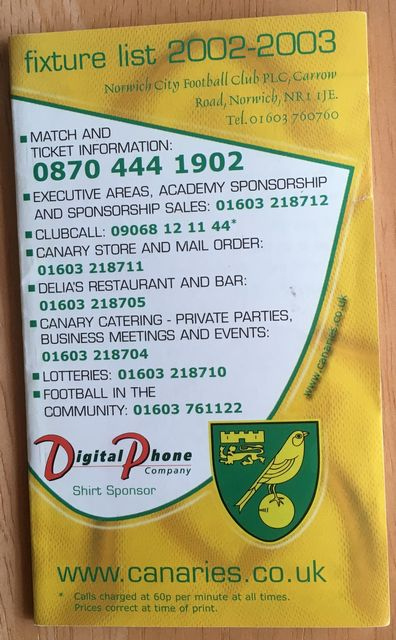 fixture list 2002-2003
Norwich City Football Club PLC, Carrow
Road, Norwich, NR1 1JE.
Tel. 01603 760760
MATCH AND
TICKET INFORMATION:
0870 444 1902
EXECUTIVE AREAS, ACADEMY SPONSORSHIP
AND SPONSORSHIP SALES: 01603 218712
CLUBCALL: 09068 12 11 44*
CANARY STORE AND MAIL ORDER:
01603 218711
DELIA'S RESTAURANT AND BAR:
01603 218705
CANARY CATERING - PRIVATE PARTIES,
BUSINESS MEETINGS AND EVENTS:
01603 218704
LOTTERIES: 01603 218710
FOOTBALL IN THE
COMMUNITY: 01603 761122
www.canaries.co.uk
Digital Phone
Company
Shirt Sponsor
www.canaries.co.uk
* Calls charged at 60p per minute at all times.
Prices correct at time of print.